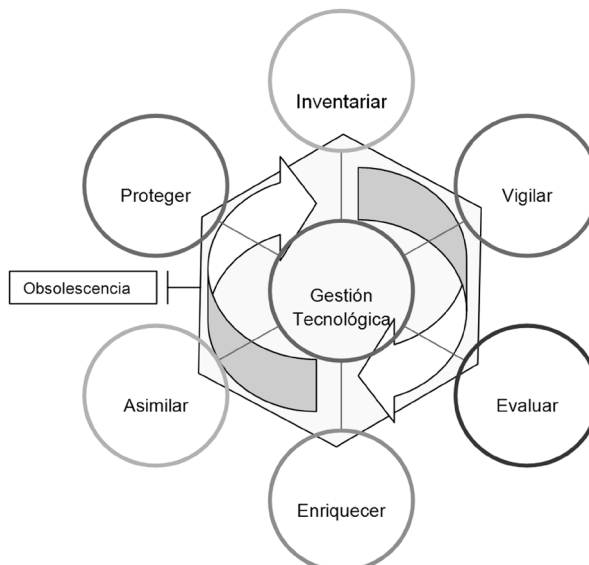 Inventariar
Proteger
Vigilar
Obsolescencia
Gestión
Tecnológica
Asimilar
Evaluar
Enriquecer